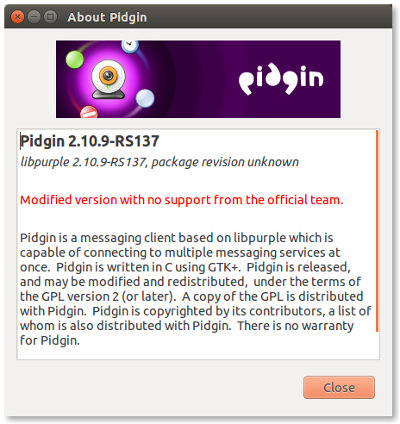 About Pidgin
pidgin
Pidgin 2.10.9-RS137
libpurple 2.10.9-RS137, package revision unknown
Modified version with no support from the official team.
Pidgin is a messaging client based on libpurple which is
capable of connecting to multiple messaging services at
once.  Pidgin is written in C using GTK+.  Pidgin is released,
and may be modified and redistributed,  under the terms of
the GPL version 2 (or later).  A copy of the GPL is distributed
with Pidgin.  Pidgin is copyrighted by its contributors, a list of
whom is also distributed with Pidgin.  There is no warranty
for Pidgin.
Close